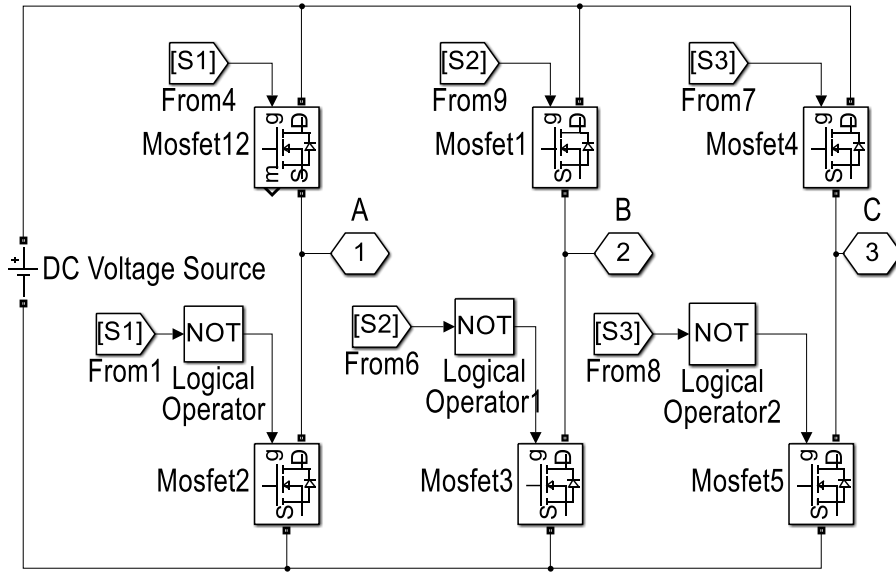 [S1]
From4
[S2]
From9
[S3]
From7
g D
Mosfet12
m S
g D
Mosfet1
S
g D
Mosfet4
S
A
1
B
2
C
3
+
DC Voltage Source
[S1]
From1
NOT
Logical
Operator
[S2]
From6
NOT
Logical
Operator1
[S3]
From8
NOT
Logical
Operator2
g D
Mosfet2
S
g D
Mosfet3
S
g D
Mosfet5
S